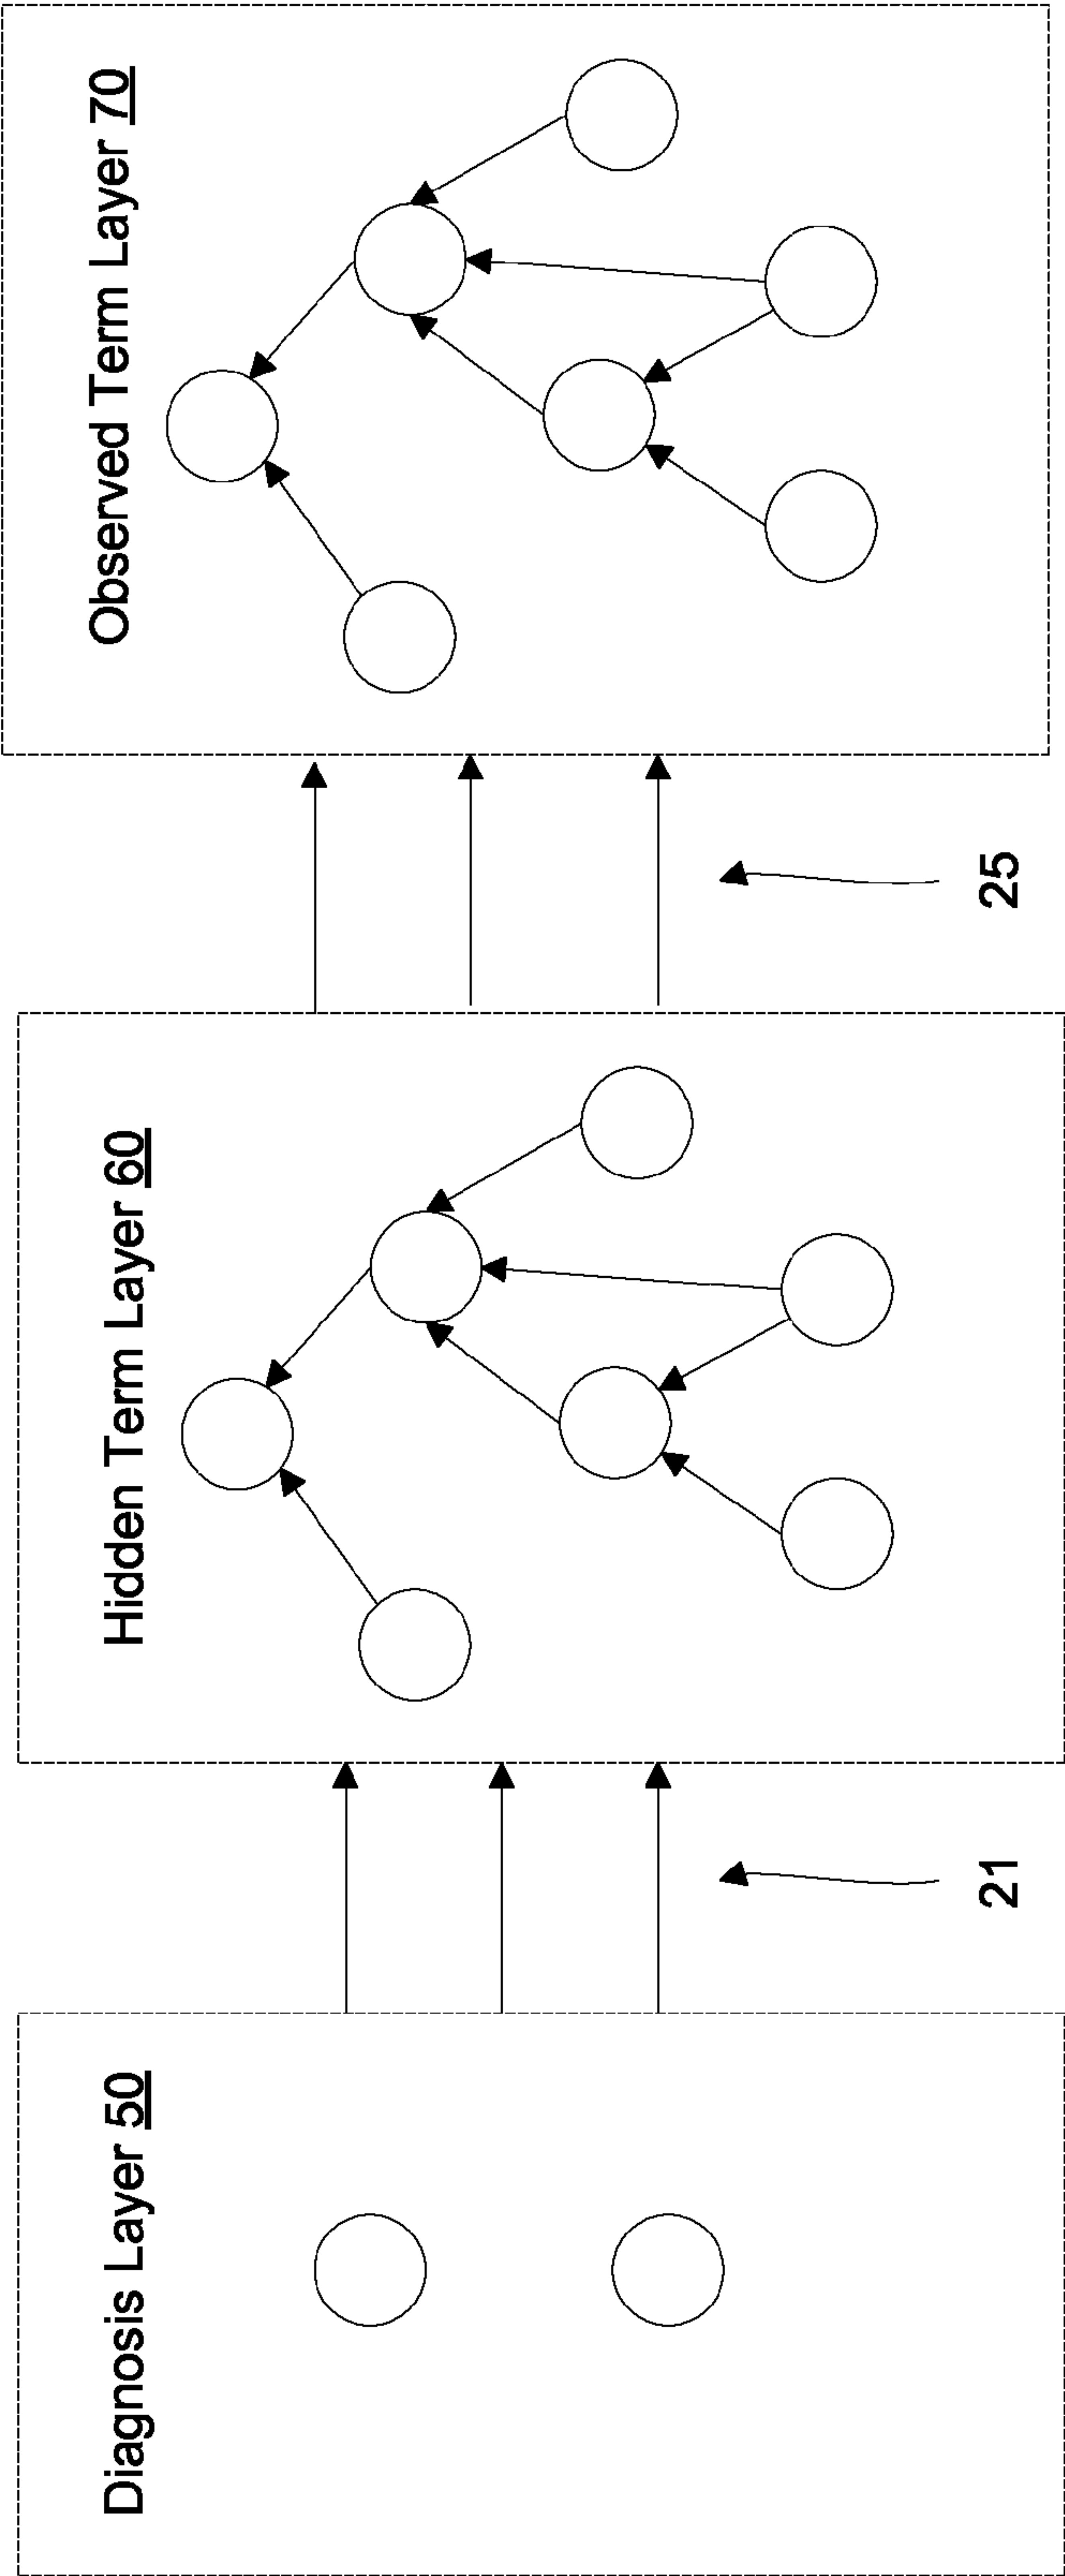 Diagnosis Layer 50
21
Hidden Term Layer 60
25
Observed Term Layer 70